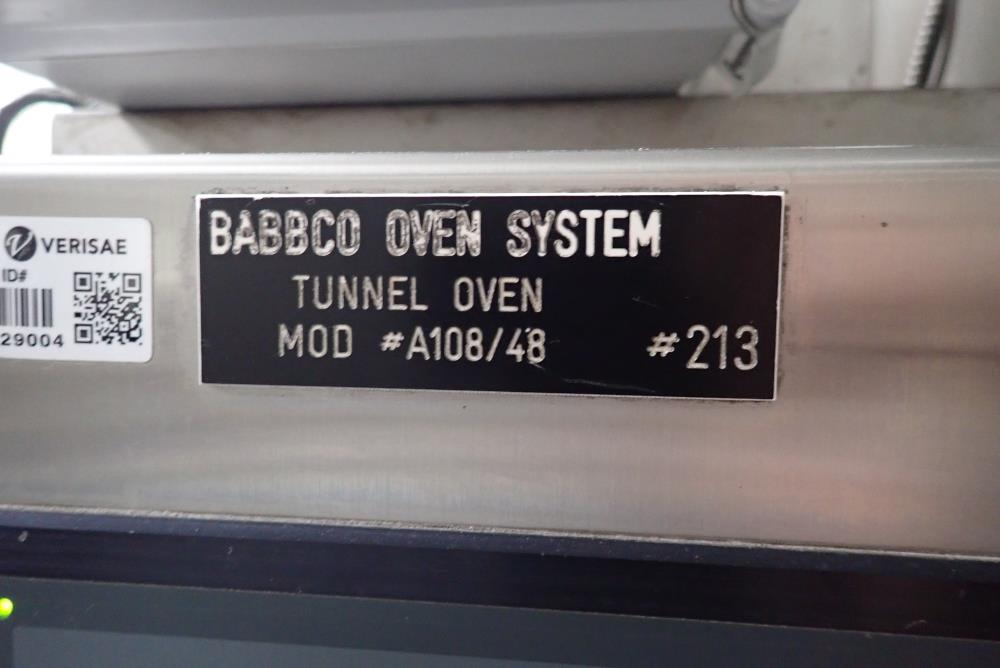 BABBCO OVEN SYSTEM
TUNNEL OVEN
MOD #A108/48 #213
VERISAE
ID#
29004